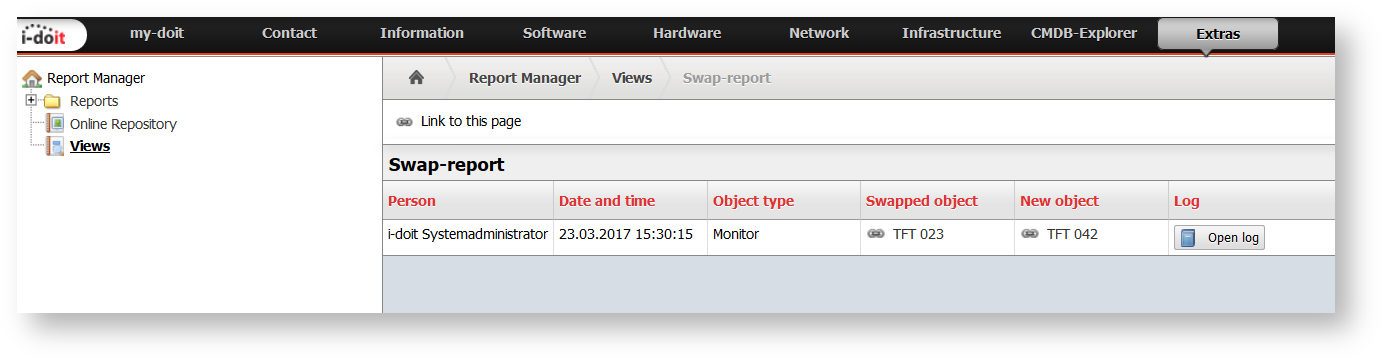 i-doit my-doit Contact Information Software Hardware Network Infrastructure CMDB-Explorer Extras
Report Manager
Reports
Online Repository
Views
Report Manager Views Swap-report
Link to this page
Swap-report
Person Date and time Object type Swapped object New object Log
i-doit Systemadministrator 23.03.2017 15:30:15 Monitor TFT 023 TFT 042 Open log